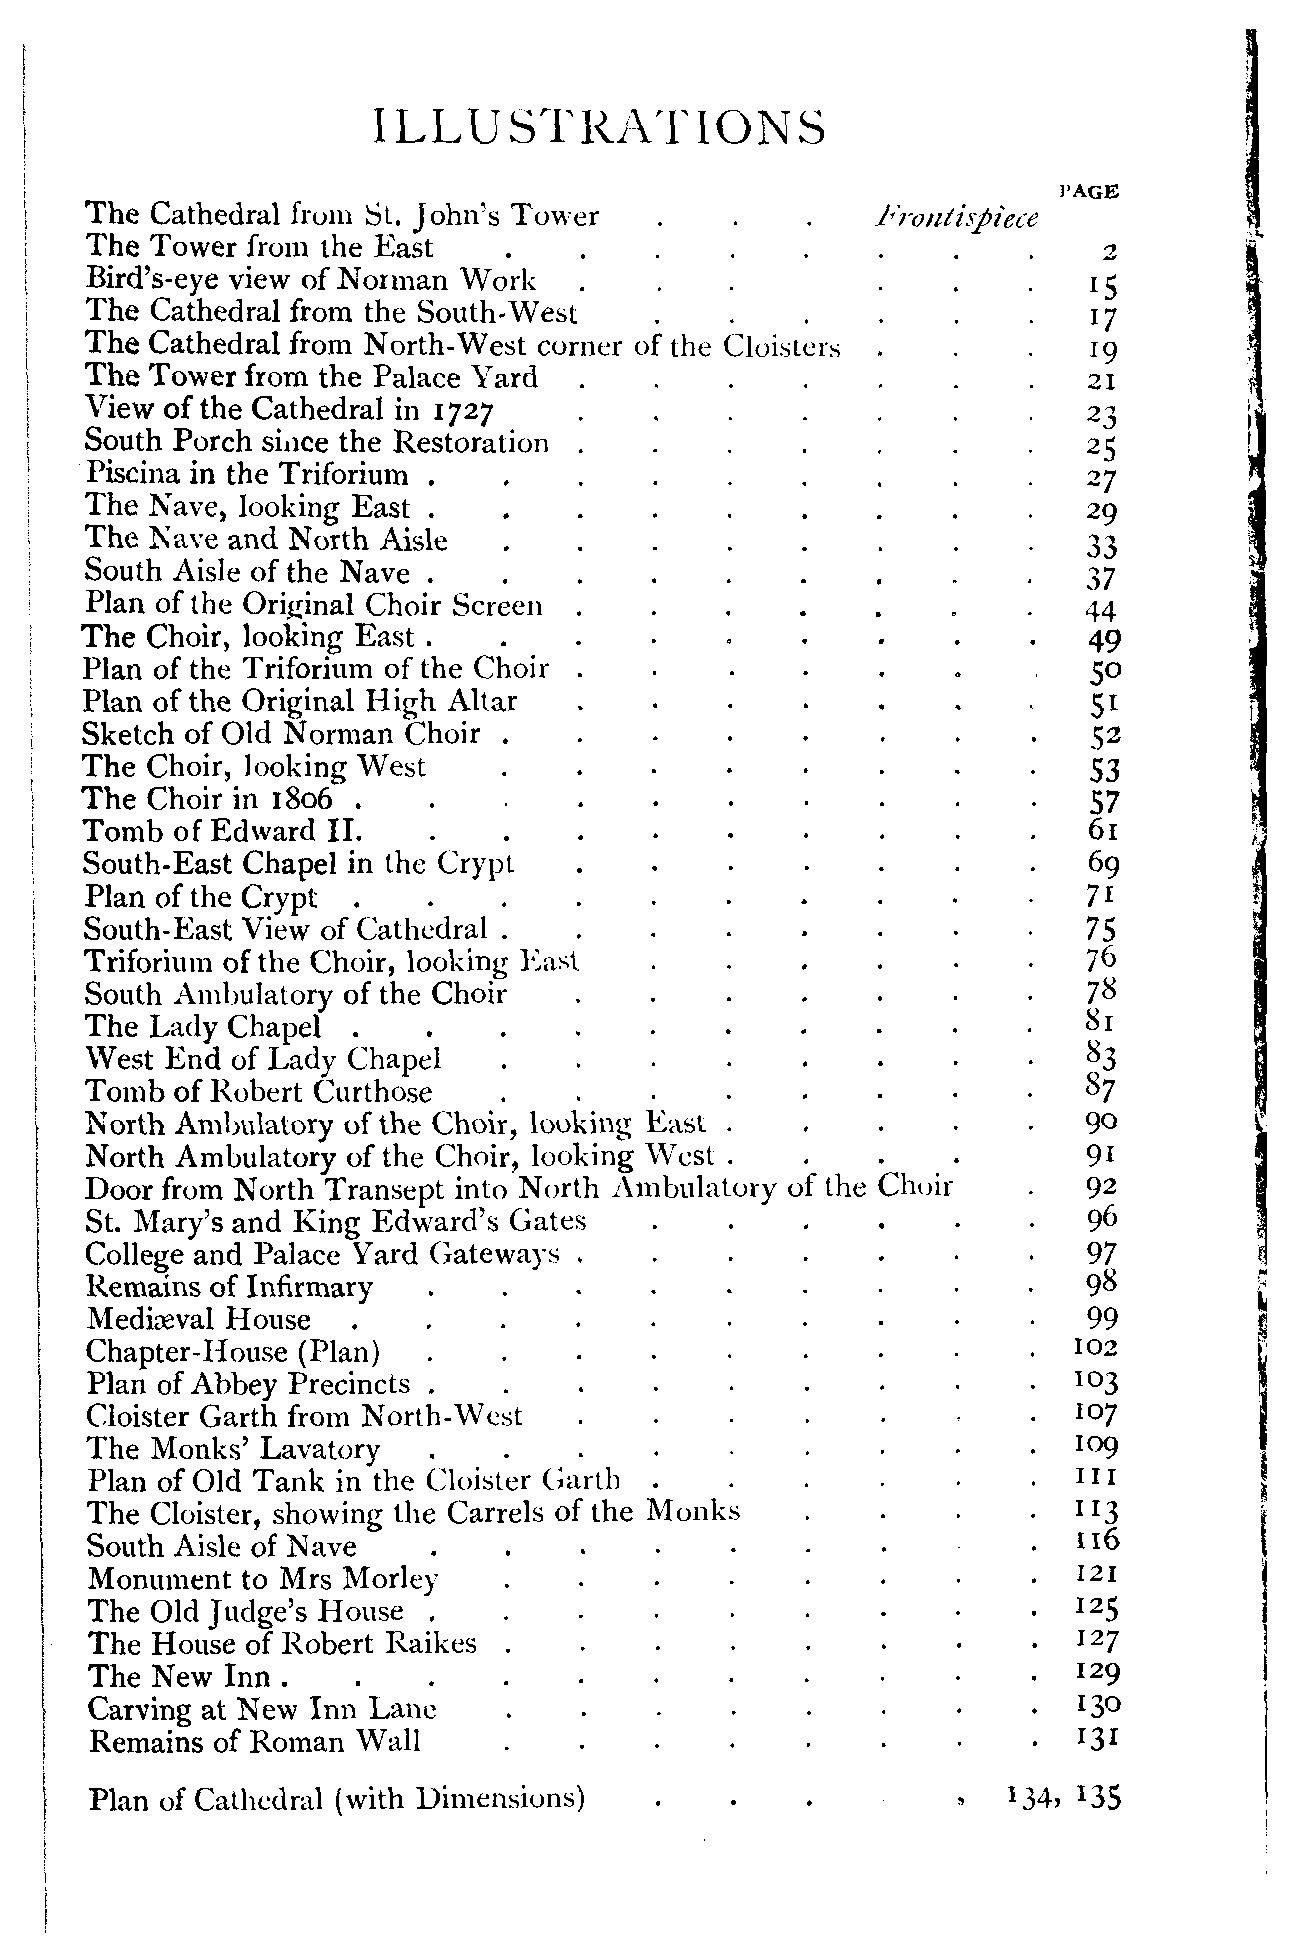 ILLUSTRATIONS
PAGE
The Cathedral from St. John's Tower . . . Frontispiece
The Tower from the East . . . . . . . . 2
Bird's-eye view of Norman Work . . . . . . 15
The Cathedral from the South-West . . . . . . 17
The Cathedral from North-West corner of the Cloisters . . . 19
The Tower from the Palace Yard . . . . . . . 21
View of the Cathedral in 1727 . . . . . . . 23
South Porch since the Restoration . . . . . . . 25
Piscina in the Triforium . . . . . . . . . 27
The Nave, looking East . . . . . . . . . 29
The Nave and North Aisle . . . . . . . . 33
South Aisle of the Nave . . . . . . . . . 37
Plan of the Original Choir Screen . . . . . . . 44
The Choir, looking East . . . . . . . . . 49
Plan of the Triforium of the Choir . . . . . . . 50
Plan of the Original High Altar . . . . . . . 51
Sketch of Old Norman Choir . . . . . . . . 52
The Choir, looking West . . . . . . . . 53
The Choir in 1806 . . . . . . . . . . 57
Tomb of Edward II. . . . . . . . . . 61
South-East Chapel in the Crypt . . . . . . . 69
Plan of the Crypt . . . . . . . . . . 71
South-East View of Cathedral . . . . . . . . 75
Triforium of the Choir, looking East . . . . . . 76
South Ambulatory of the Choir . . . . . . . 78
The Lady Chapel . . . . . . . . . . 81
West End of Lady Chapel . . . . . . . . 83
Tomb of Robert Curthose . . . . . . . . 87
North Ambulatory of the Choir, looking East . . . . . 90
North Ambulatory of the Choir, looking West . . . . 91
Door from North Transept into North Ambulatory of the Choir . 92
St. Mary's and King Edward's Gates . . . . . . 96
College and Palace Yard Gateways . . . . . . . 97
Remains of Infirmary . . . . . . . . . 98
Mediæval House . . . . . . . . . . 99
Chapter-House (Plan) . . . . . . . . . 102
Plan of Abbey Precincts . . . . . . . . . 103
Cloister Garth from North-West . . . . . . . 107
The Monks' Lavatory . . . . . . . . . 109
Plan of Old Tank in the Cloister Garth . . . . . . 111
The Cloister, showing the Carrels of the Monks . . . . 113
South Aisle of Nave . . . . . . . . . 116
Monument to Mrs Morley . . . . . . . . 121
The Old Judge's House . . . . . . . . . 125
The House of Robert Raikes . . . . . . . . 127
The New Inn . . . . . . . . . . . 129
Carving at New Inn Lane . . . . . . . . 130
Remains of Roman Wall . . . . . . . . 131
Plan of Cathedral (with Dimensions) . . . , 134, 135